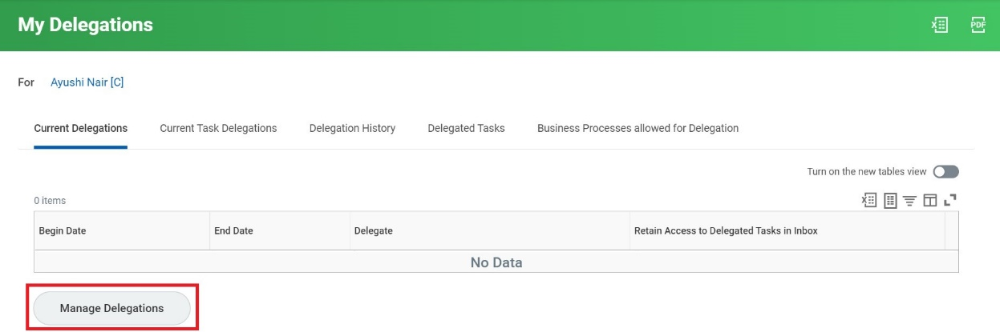 My Delegations
PDF
For Ayushi Nair [C]
Current Delegations Current Task Delegations Delegation History Delegated Tasks Business Processes allowed for Delegation
Turn on the new tables view
0 items
Begin Date End Date Delegate Retain Access to Delegated Tasks in Inbox
No Data
Manage Delegations